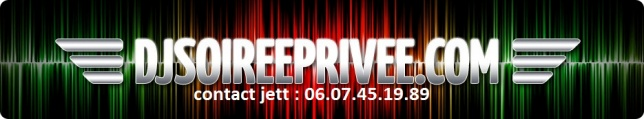 DJSOIREEPRIVEE.COM
contact jett : 06.07.45.19.89